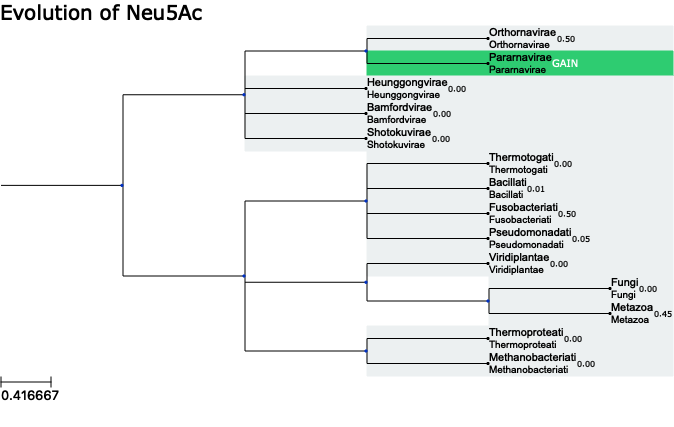 Evolution of Neu5Ac
Orthornavirae 0.50
Orthornavirae
Pararnavirae GAIN
Pararnavirae
Heunggongvirae 0.00
Heunggongvirae
Bamfordvirae 0.00
Bamfordvirae
Shotokuvirae 0.00
Shotokuvirae
Thermotogati 0.00
Thermotogati
Bacillati 0.01
Bacillati
Fusobacteriati 0.50
Fusobacteriati
Pseudomonadati 0.05
Pseudomonadati
Viridiplantae 0.00
Viridiplantae
Fungi 0.00
Fungi
Metazoa 0.45
Metazoa
Thermoproteati 0.00
Thermoproteati
Methanobacteriati 0.00
Methanobacteriati
0.416667